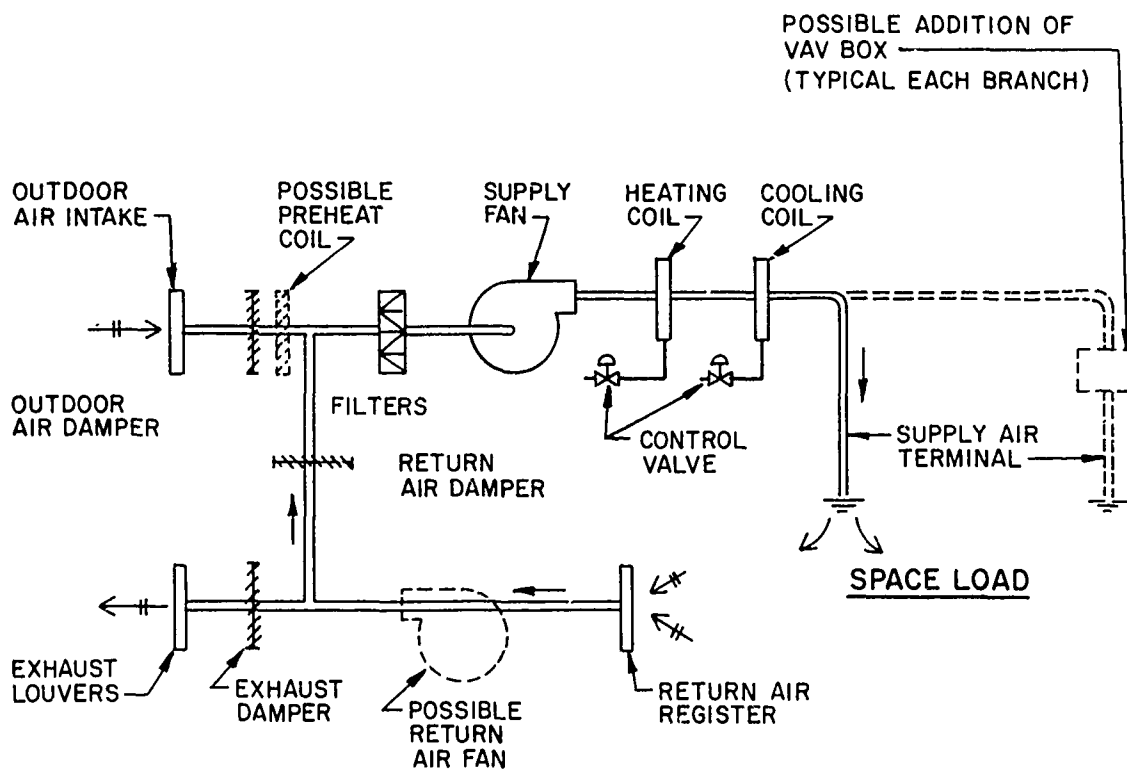 POSSIBLE ADDITION OF
VAV BOX
(TYPICAL EACH BRANCH)
OUTDOOR
AIR INTAKE
POSSIBLE
PREHEAT
COIL
SUPPLY
FAN
HEATING
COIL
COOLING
COIL
OUTDOOR
AIR DAMPER
FILTERS
RETURN
AIR DAMPER
CONTROL
VALVE
SUPPLY AIR
TERMINAL
SPACE LOAD
EXHAUST
LOUVERS
EXHAUST
DAMPER
POSSIBLE
RETURN
AIR FAN
RETURN AIR
REGISTER